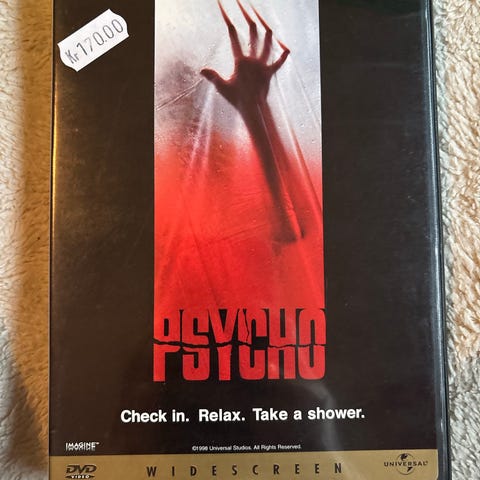 Kr 170.00
PSYCHO
Check in. Relax. Take a shower.
IMAGINE
©1998 Universal Studios. All Rights Reserved.
DVD
VIDEO
WIDESCREEN
UNIVERSAL